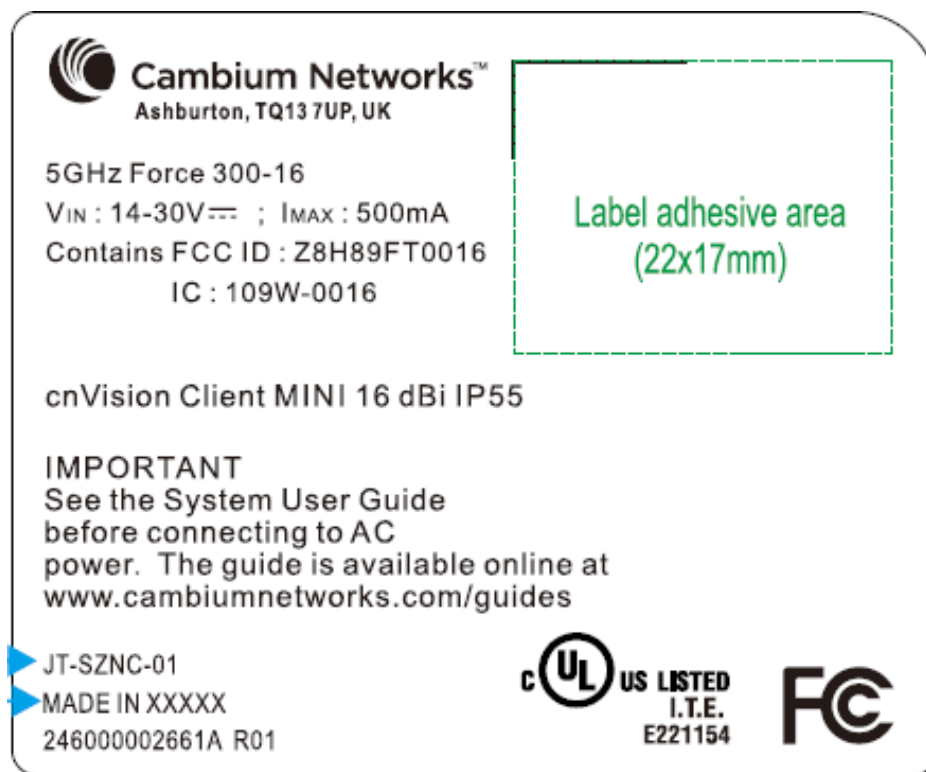 Cambium Networks™
Ashburton, TQ13 7UP, UK
5GHz Force 300-16
VIN : 14-30V⎓ ; IMAX : 500mA
Contains FCC ID : Z8H89FT0016
IC : 109W-0016
Label adhesive area
(22x17mm)
cnVision Client MINI 16 dBi IP55
IMPORTANT
See the System User Guide
before connecting to AC
power. The guide is available online at
www.cambiumnetworks.com/guides
JT-SZNC-01
MADE IN XXXXX
246000002661A R01
C UL US LISTED
I.T.E.
E221154
FC